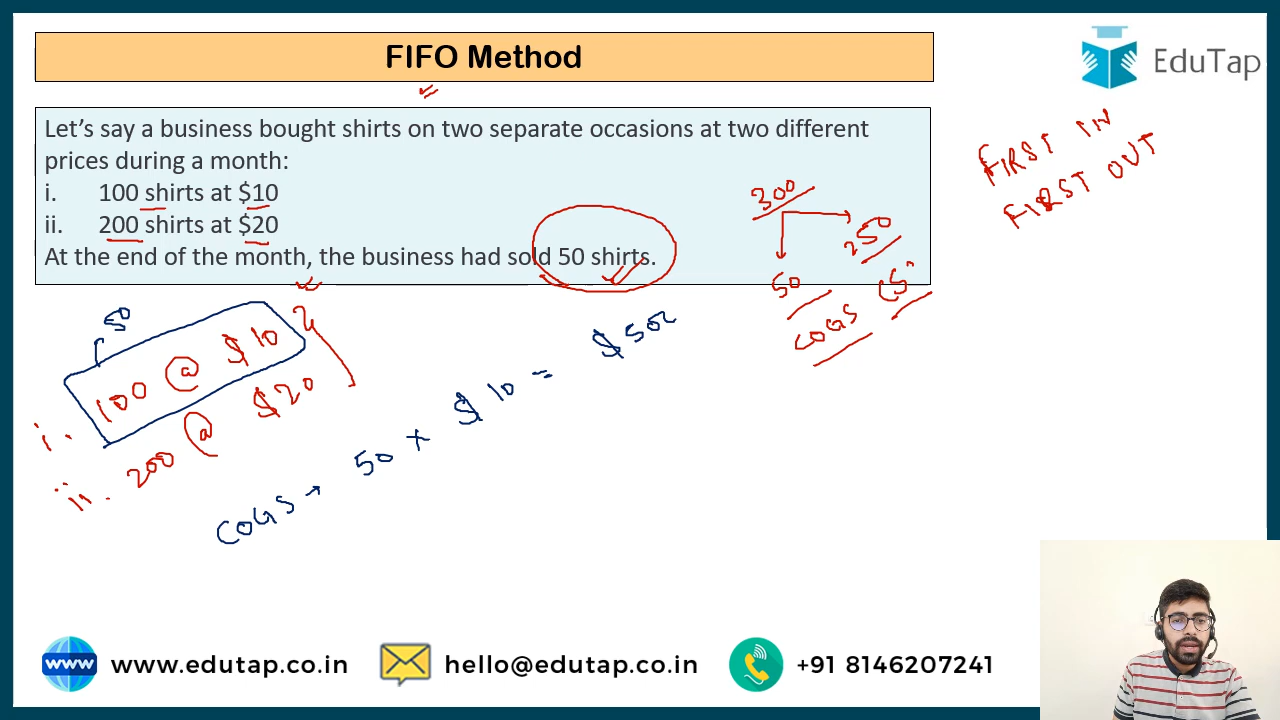 FIFO Method
EduTap
Let’s say a business bought shirts on two separate occasions at two different
prices during a month:
i. 100 shirts at $10
ii. 200 shirts at $20
At the end of the month, the business had sold 50 shirts.
FIRST IN
FIRST OUT
300
250
50
COGS
CS
50
i. 100 @ $10
ii. 200 @ $20
COGS → 50 × $10 = $500
www www.edutap.co.in
hello@edutap.co.in
+91 8146207241